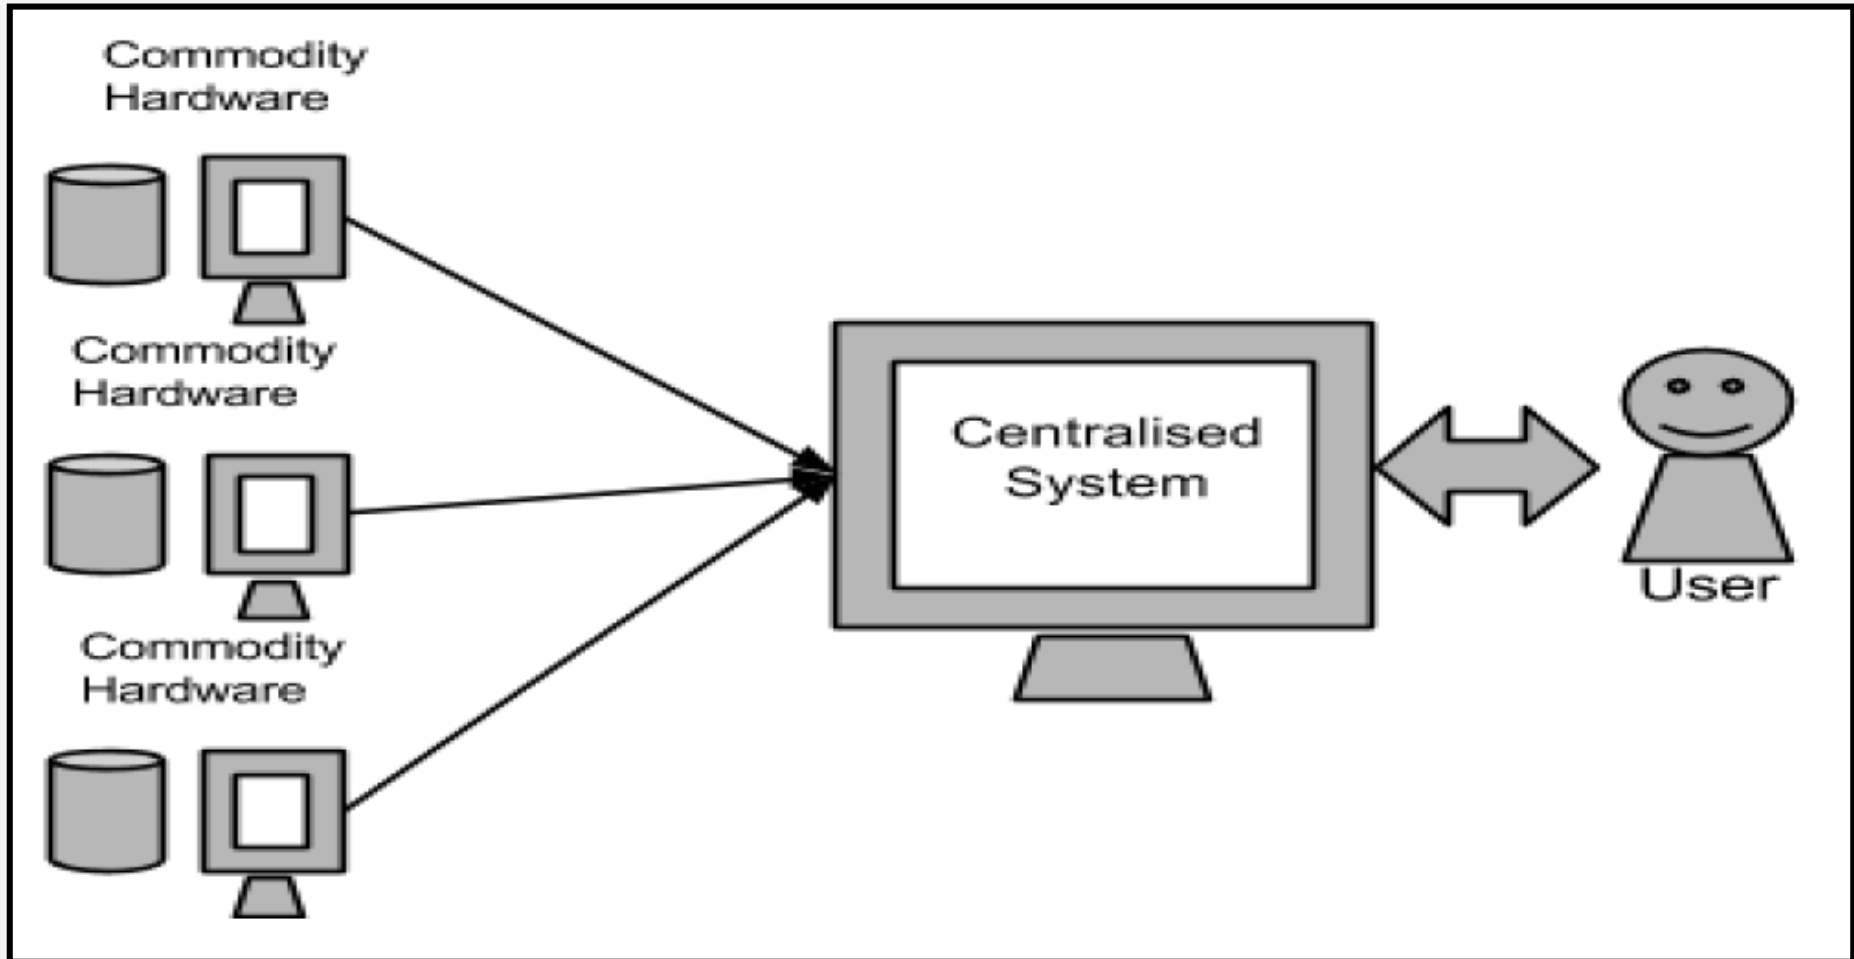 Commodity
Hardware
Commodity
Hardware
Commodity
Hardware
Centralised
System
User